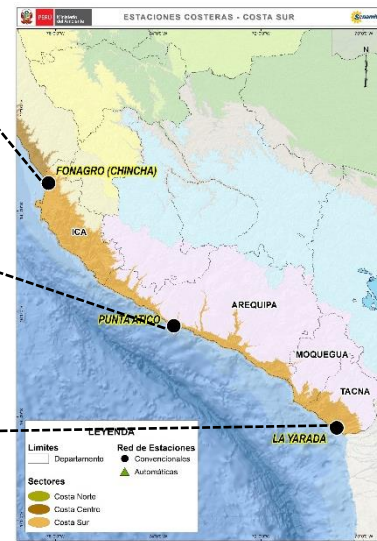 PERÚ Ministerio del Ambiente
ESTACIONES COSTERAS - COSTA SUR
Senamhi
N
FONAGRO (CHINCHA)
ICA
AREQUIPA
PUNTA ATICO
MOQUEGUA
TACNA
LA YARADA
LEYENDA
Limites
Departamento
Red de Estaciones
Convencionales
Automáticas
Sectores
Costa Norte
Costa Centro
Costa Sur